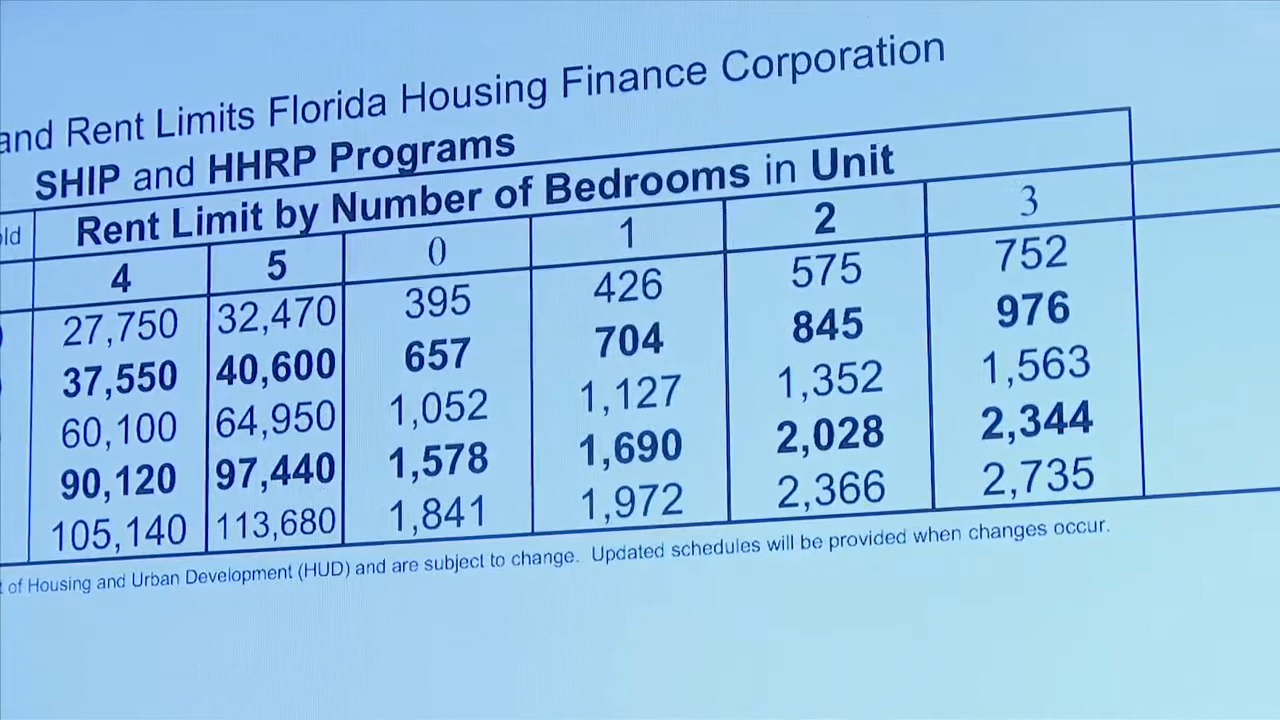 and Rent Limits Florida Housing Finance Corporation
SHIP and HHRP Programs
Rent Limit by Number of Bedrooms in Unit
4 5 0 1 2 3
27,750 32,470 395 426 575 752
37,550 40,600 657 704 845 976
60,100 64,950 1,052 1,127 1,352 1,563
90,120 97,440 1,578 1,690 2,028 2,344
105,140 113,680 1,841 1,972 2,366 2,735
of Housing and Urban Development (HUD) and are subject to change. Updated schedules will be provided when changes occur.